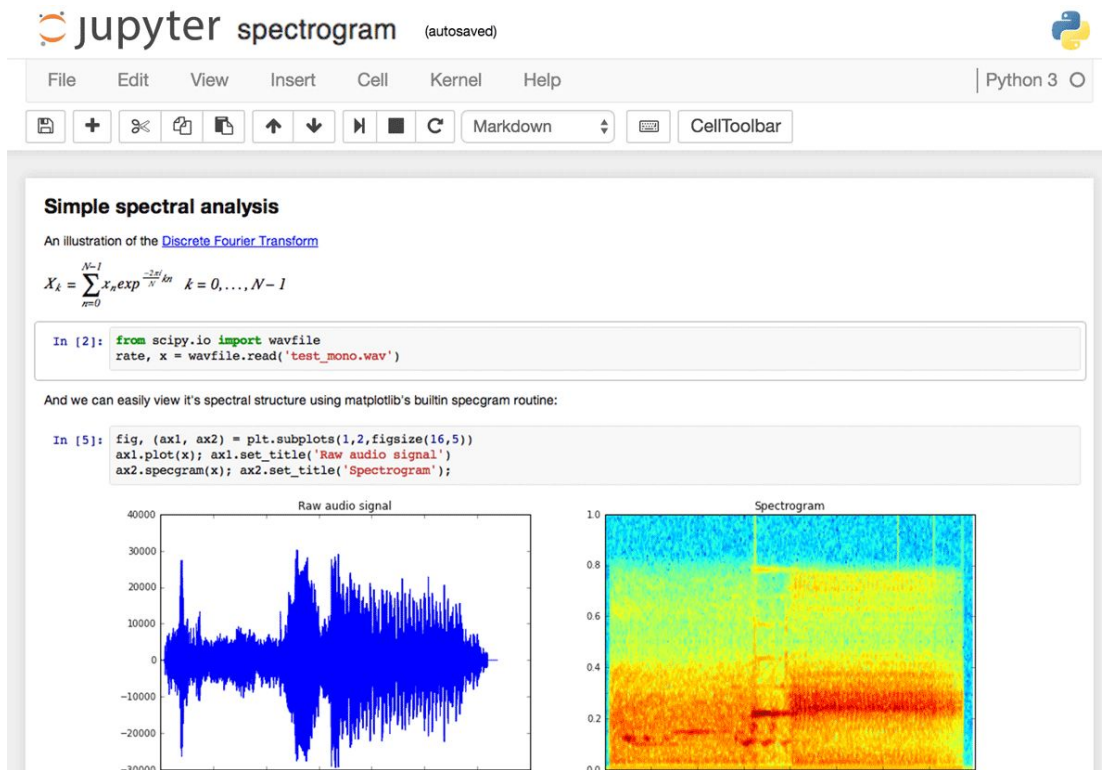 jupyter spectrogram (autosaved)
File Edit View Insert Cell Kernel Help Python 3
Markdown CellToolbar
Simple spectral analysis
An illustration of the Discrete Fourier Transform
N−1
X_k = ∑ x_n exp^{\frac{-2πi}{N}kn} k = 0, . . . , N − 1
n=0
In [2]: from scipy.io import wavfile
rate, x = wavfile.read('test_mono.wav')
And we can easily view it's spectral structure using matplotlib's builtin specgram routine:
In [5]: fig, (ax1, ax2) = plt.subplots(1,2,figsize(16,5))
ax1.plot(x); ax1.set_title('Raw audio signal')
ax2.specgram(x); ax2.set_title('Spectrogram');
Raw audio signal
40000
30000
20000
10000
0
−10000
−20000
−30000
Spectrogram
1.0
0.8
0.6
0.4
0.2
0.0